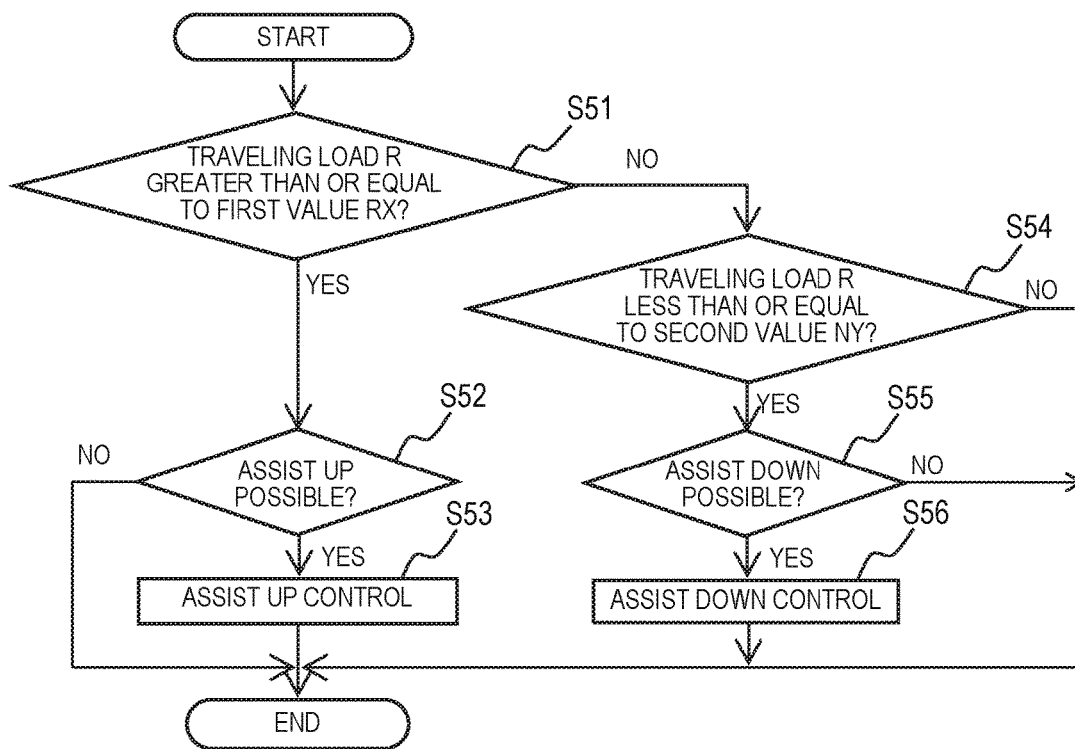 START
S51
TRAVELING LOAD R
GREATER THAN OR EQUAL
TO FIRST VALUE RX?
NO
YES
S54
TRAVELING LOAD R
LESS THAN OR EQUAL
TO SECOND VALUE NY?
NO
YES
S52
NO
ASSIST UP
POSSIBLE?
YES
S55
ASSIST DOWN
POSSIBLE?
NO
YES
S53
ASSIST UP CONTROL
S56
ASSIST DOWN CONTROL
END